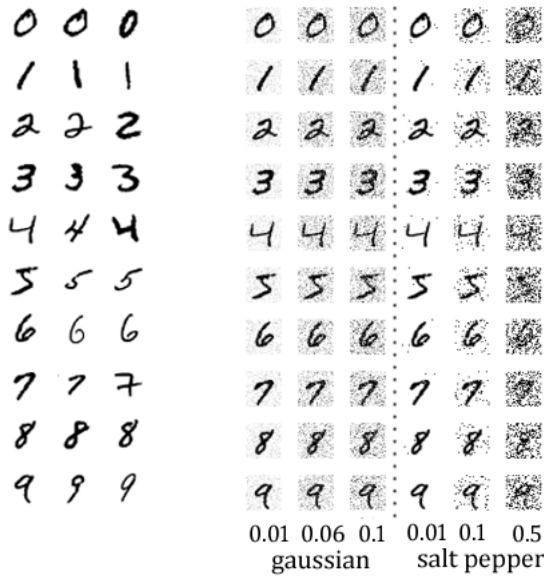 0 0 0 0 0 0 0 0 0
1 1 1 1 1 1 1 1 1
2 2 2 2 2 2 2 2 2
3 3 3 3 3 3 3 3 3
4 4 4 4 4 4 4 4 4
5 5 5 5 5 5 5 5 5
6 6 6 6 6 6 6 6 6
7 7 7 7 7 7 7 7 7
8 8 8 8 8 8 8 8 8
9 9 9 9 9 9 9 9 9
0.01 0.06 0.1 0.01 0.1 0.5
gaussian salt pepper